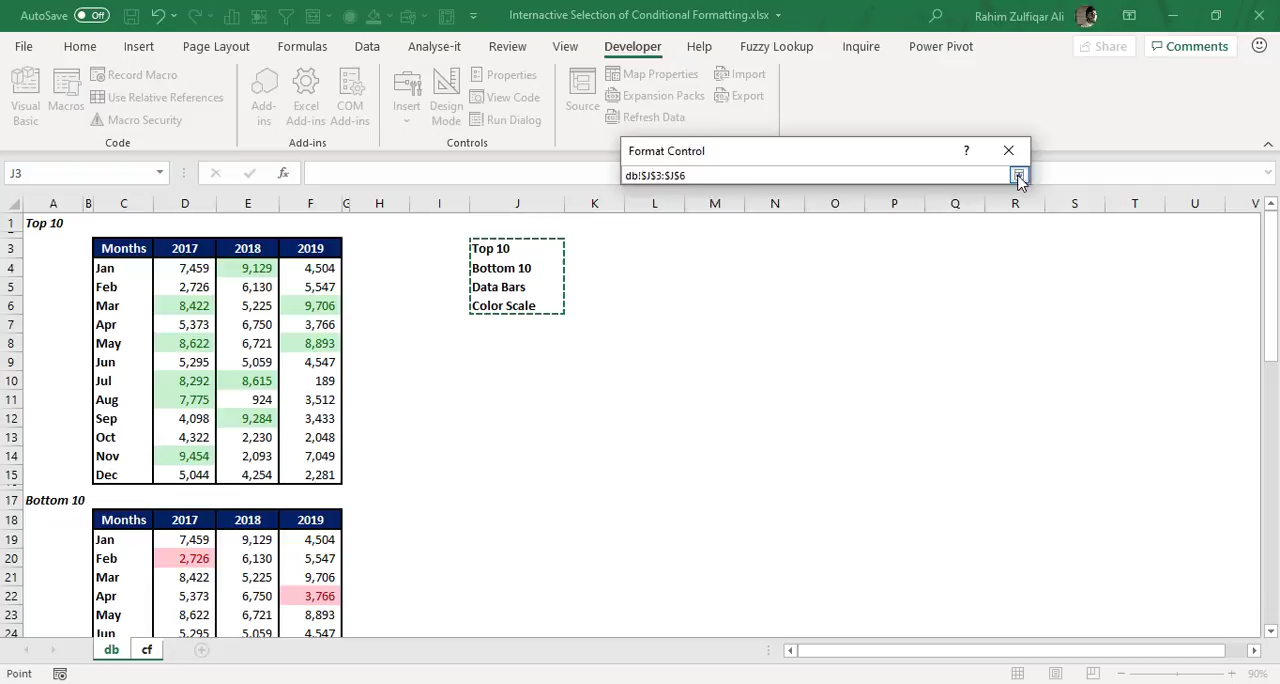 AutoSave Off Internactive Selection of Conditional Formatting.xlsx Rahim Zulfiqar Ali
File Home Insert Page Layout Formulas Data Analyse-it Review View Developer Help Fuzzy Lookup Inquire Power Pivot Share Comments
Visual Basic
Macros
Record Macro
Use Relative References
Macro Security
Code
Add-ins
Excel Add-ins
COM Add-ins
Add-ins
Insert
Design Mode
Properties
View Code
Run Dialog
Controls
Source
Map Properties
Expansion Packs
Refresh Data
Import
Export
Format Control ?
db!$J$3:$J$6
J3 fx
A B C D E F G H I J K L M N O P Q R S T U V
1 Top 10
3 Months 2017 2018 2019 Top 10
4 Jan 7,459 9,129 4,504 Bottom 10
5 Feb 2,726 6,130 5,547 Data Bars
6 Mar 8,422 5,225 9,706 Color Scale
7 Apr 5,373 6,750 3,766
8 May 8,622 6,721 8,893
9 Jun 5,295 5,059 4,547
10 Jul 8,292 8,615 189
11 Aug 7,775 924 3,512
12 Sep 4,098 9,284 3,433
13 Oct 4,322 2,230 2,048
14 Nov 9,454 2,093 7,049
15 Dec 5,044 4,254 2,281
17 Bottom 10
18 Months 2017 2018 2019
19 Jan 7,459 9,129 4,504
20 Feb 2,726 6,130 5,547
21 Mar 8,422 5,225 9,706
22 Apr 5,373 6,750 3,766
23 May 8,622 6,721 8,893
24 Jun 5,295 5,059 4,547
db cf
Point 90%